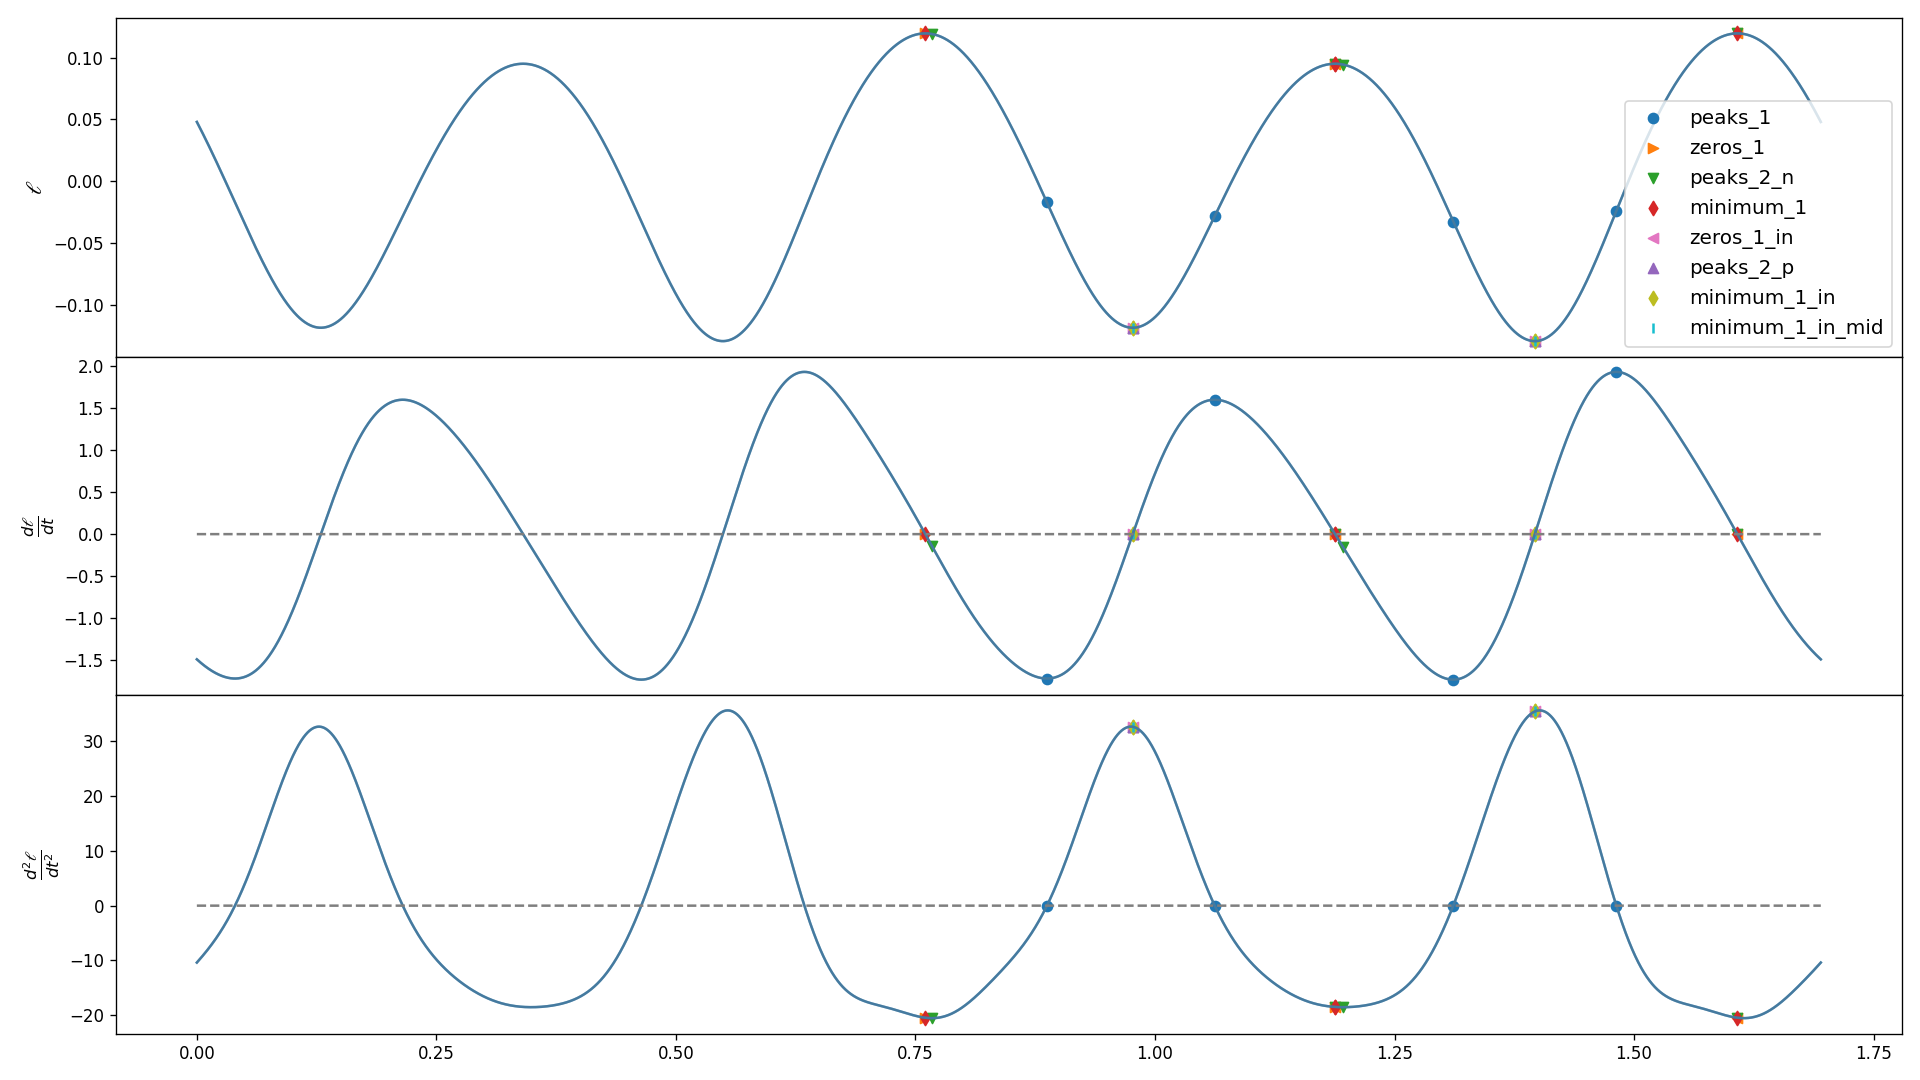 0.10
0.05
0.00
−0.05
−0.10
ℓ
peaks_1
zeros_1
peaks_2_n
minimum_1
zeros_1_in
peaks_2_p
minimum_1_in
minimum_1_in_mid
2.0
1.5
1.0
0.5
0.0
−0.5
−1.0
−1.5
dℓ
dt
30
20
10
0
−10
−20
d²ℓ
dt²
0.00 0.25 0.50 0.75 1.00 1.25 1.50 1.75